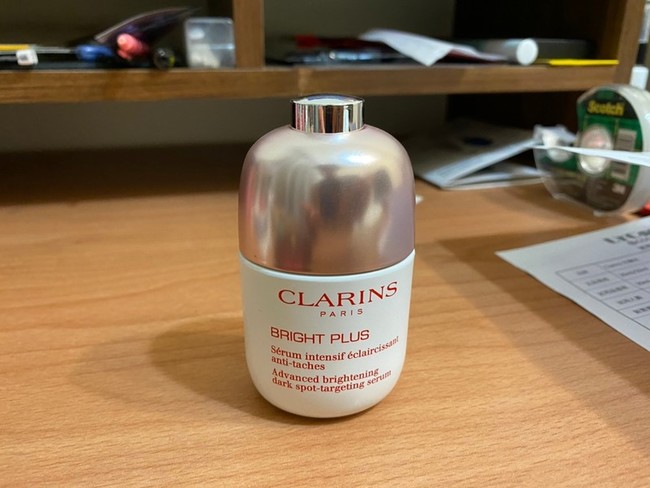 Scotch
CLARINS
PARIS
BRIGHT PLUS
Sérum intensif éclaircissant
anti-taches
Advanced brightening
dark spot-targeting serum